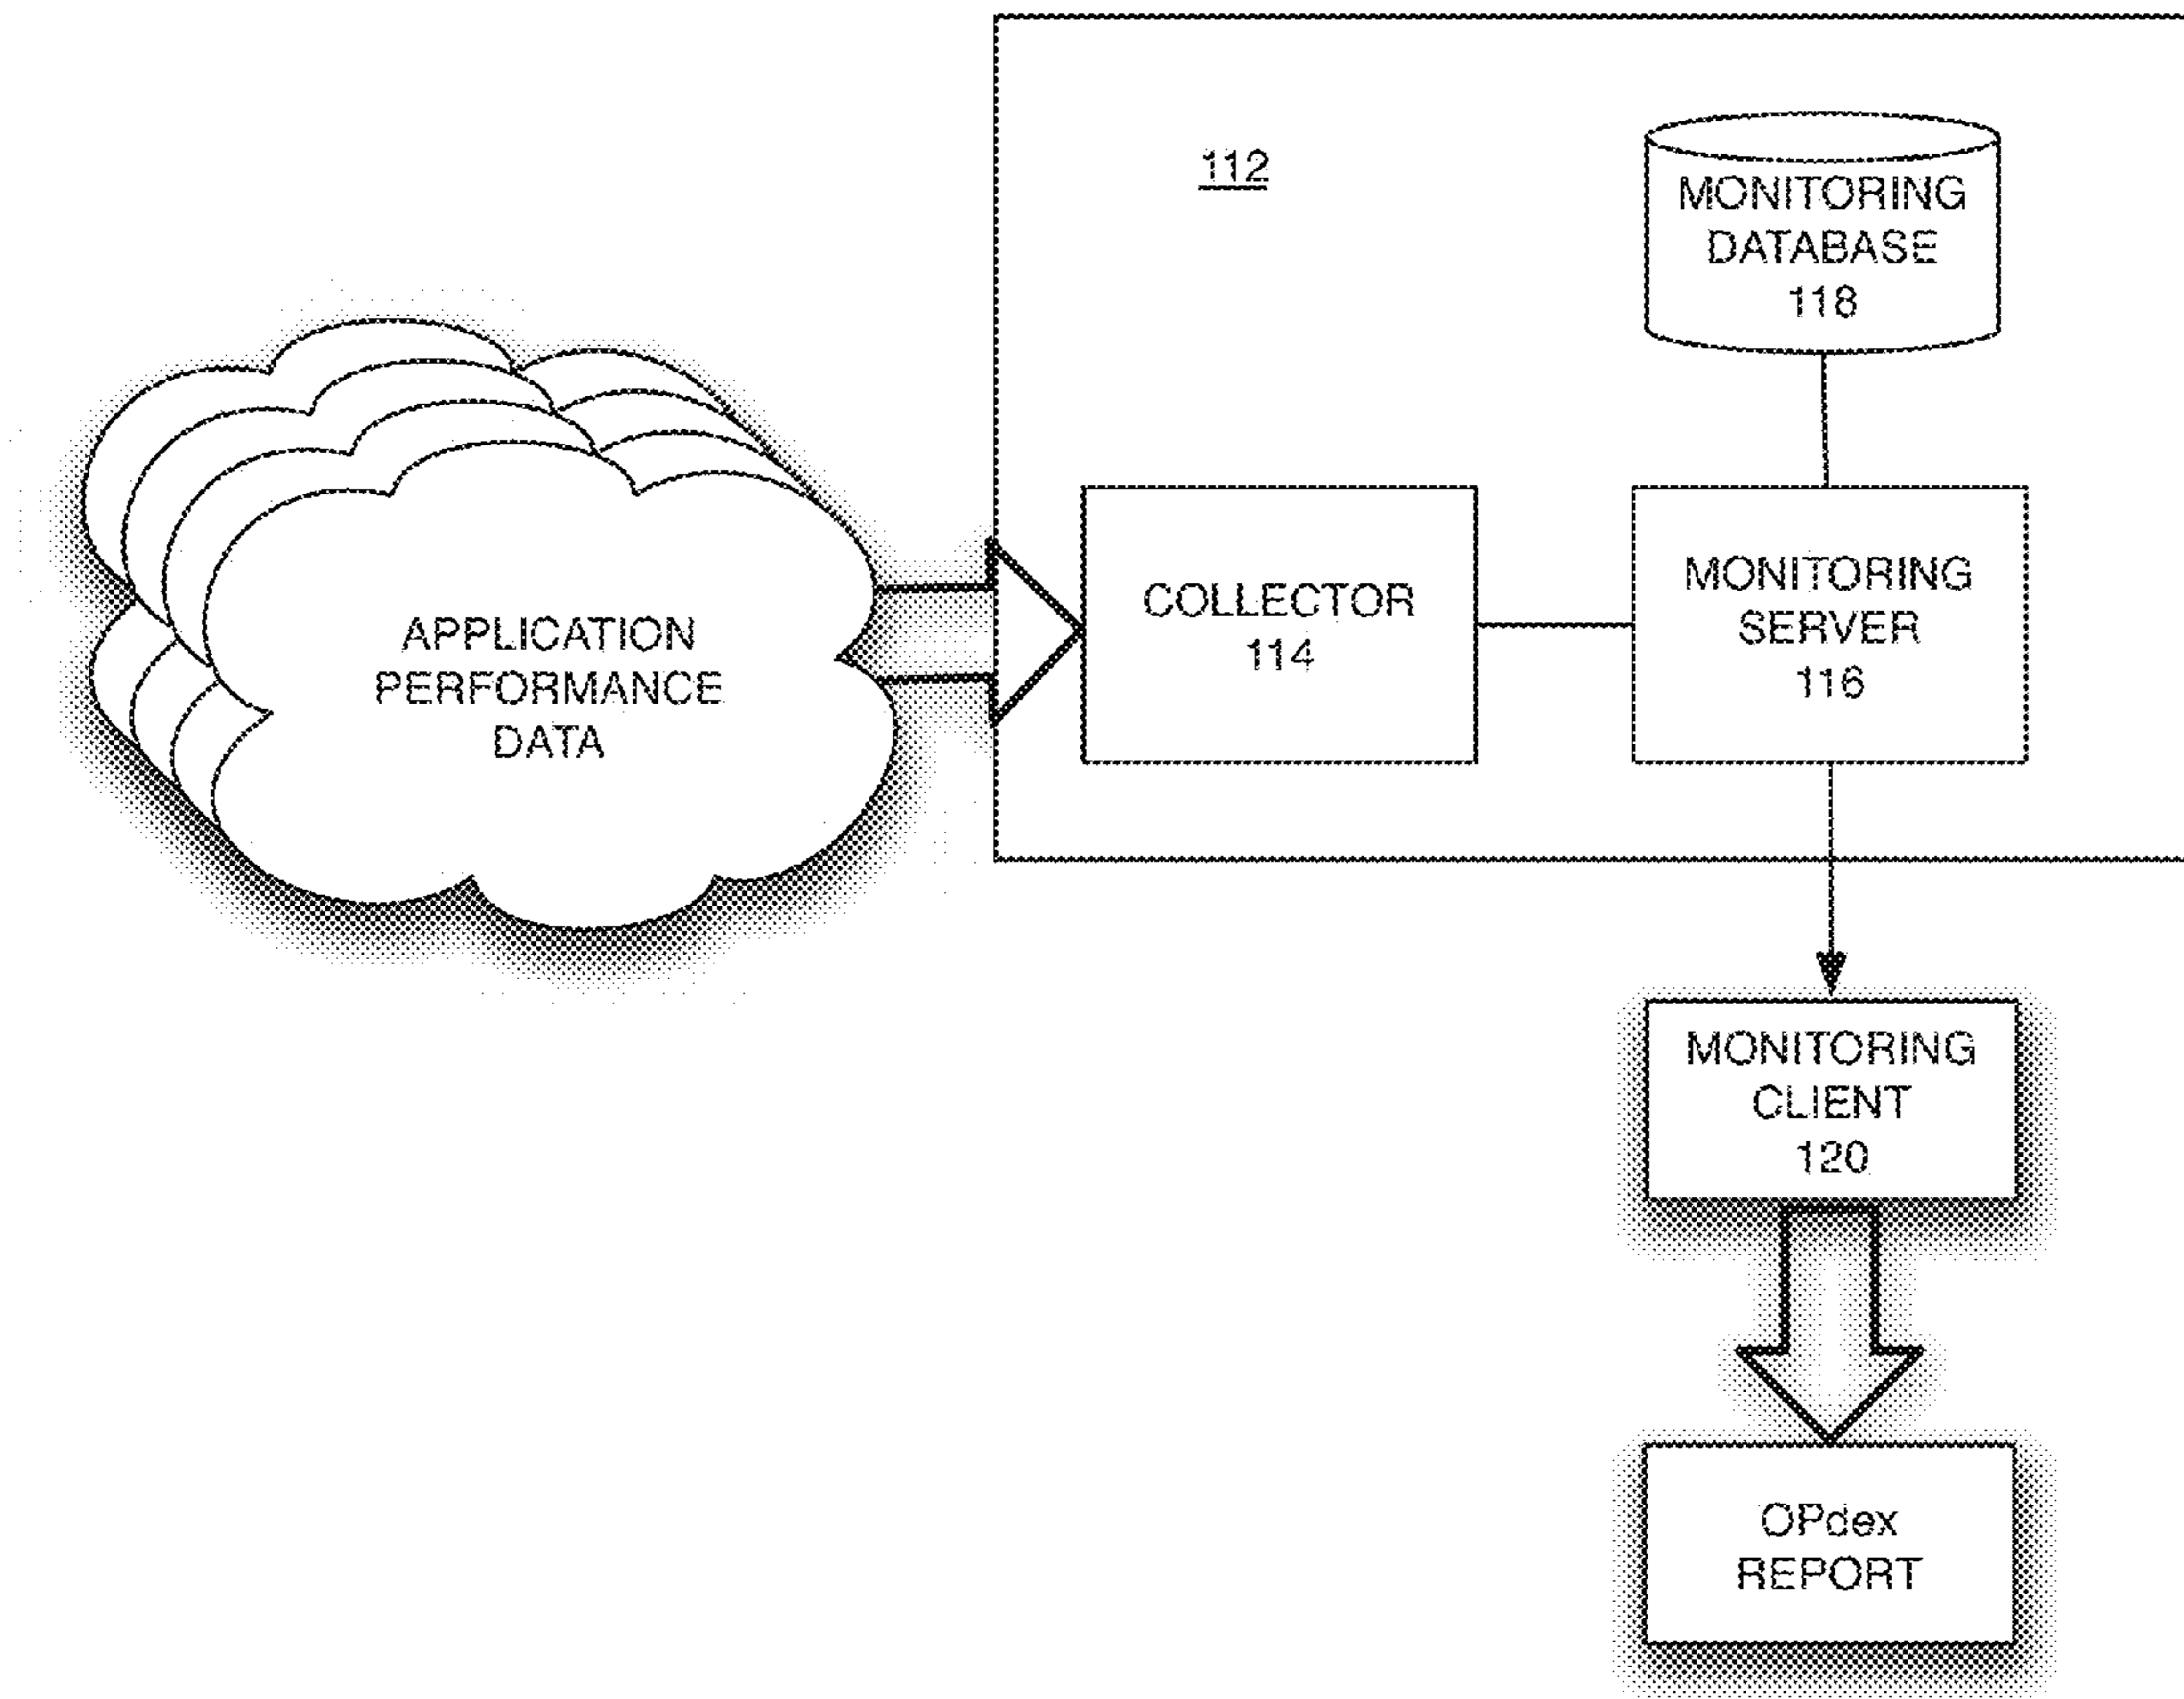 112
MONITORING
DATABASE
118
APPLICATION
PERFORMANCE
DATA
COLLECTOR
114
MONITORING
SERVER
116
MONITORING
CLIENT
120
OPdex
REPORT